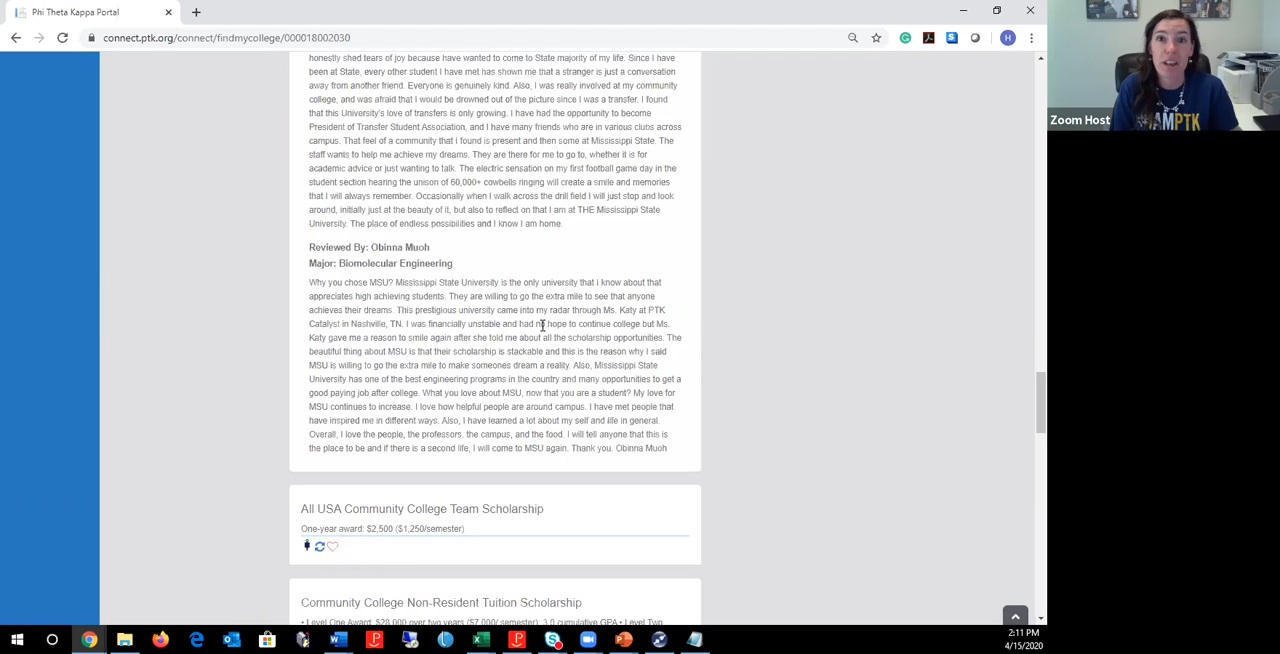 Phi Theta Kappa Portal
connect.ptk.org/connect/findmycollege/000018002030
H
Zoom Host
AMPTK
honestly shed tears of joy because have wanted to come to State majority of my life. Since I have
been at State, every other student I have met has shown me that a stranger is just a conversation
away from another friend. Everyone is genuinely kind. Also, I was really involved at my community
college, and was afraid that I would be drowned out of the picture since I was a transfer. I found
that this University's love of transfers is only growing. I have had the opportunity to become
President of Transfer Student Association, and I have many friends who are in various clubs across
campus. That feel of a community that I found is present and then some at Mississippi State. The
staff wants to help me achieve my dreams. They are there for me to go to, whether it is for
academic advice or just wanting to talk. The electric sensation on my first football game day in the
student section hearing the unison of 60,000+ cowbells ringing will create a smile and memories
that I will always remember. Occasionally when I walk across the drill field I will just stop and look
around, initially just at the beauty of it, but also to reflect on that I am at THE Mississippi State
University. The place of endless possibilities and I know I am home.
Reviewed By: Obinna Muoh
Major: Biomolecular Engineering
Why you chose MSU? Mississippi State University is the only university that i know about that
appreciates high achieving students. They are willing to go the extra mile to see that anyone
achieves their dreams. This prestigious university came into my radar through Ms. Katy at PTK
Catalyst in Nashville, TN. I was financially unstable and had no hope to continue college but Ms.
Katy gave me a reason to smile again after she told me about all the scholarship opportunities. The
beautiful thing about MSU is that their scholarship is stackable and this is the reason why I said
MSU is willing to go the extra mile to make someones dream a reality. Also, Mississippi State
University has one of the best engineering programs in the country and many opportunities to get a
good paying job after college. What you love about MSU, now that you are a student? My love for
MSU continues to increase. I love how helpful people are around campus. I have met people that
have inspired me in different ways. Also, I have learned a lot about my self and life in general.
Overall, I love the people, the professors, the campus, and the food. I will tell anyone that this is
the place to be and if there is a second life, I will come to MSU again. Thank you. Obinna Muoh
All USA Community College Team Scholarship
One-year award: $2,500 ($1,250/semester)
Community College Non-Resident Tuition Scholarship
• Level One Award: $28,000 over two years ($7,000/ semester), 3.0 cumulative GPA • Level Two
2:11 PM
4/15/2020